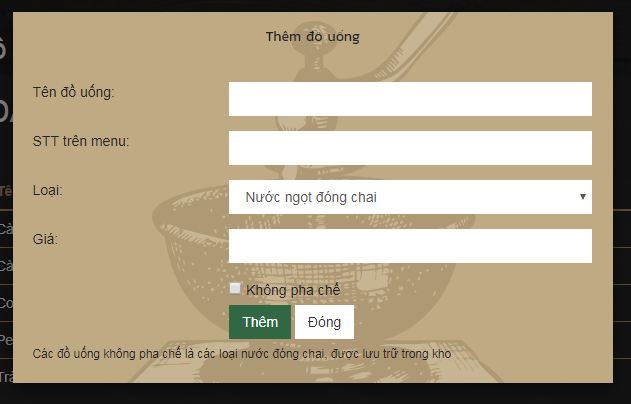 Thêm đồ uống
Tên đồ uống:
STT trên menu:
Loại:
Nước ngọt đóng chai
Giá:
Không pha chế
Thêm
Đóng
Các đồ uống không pha chế là các loại nước đóng chai, được lưu trữ trong kho